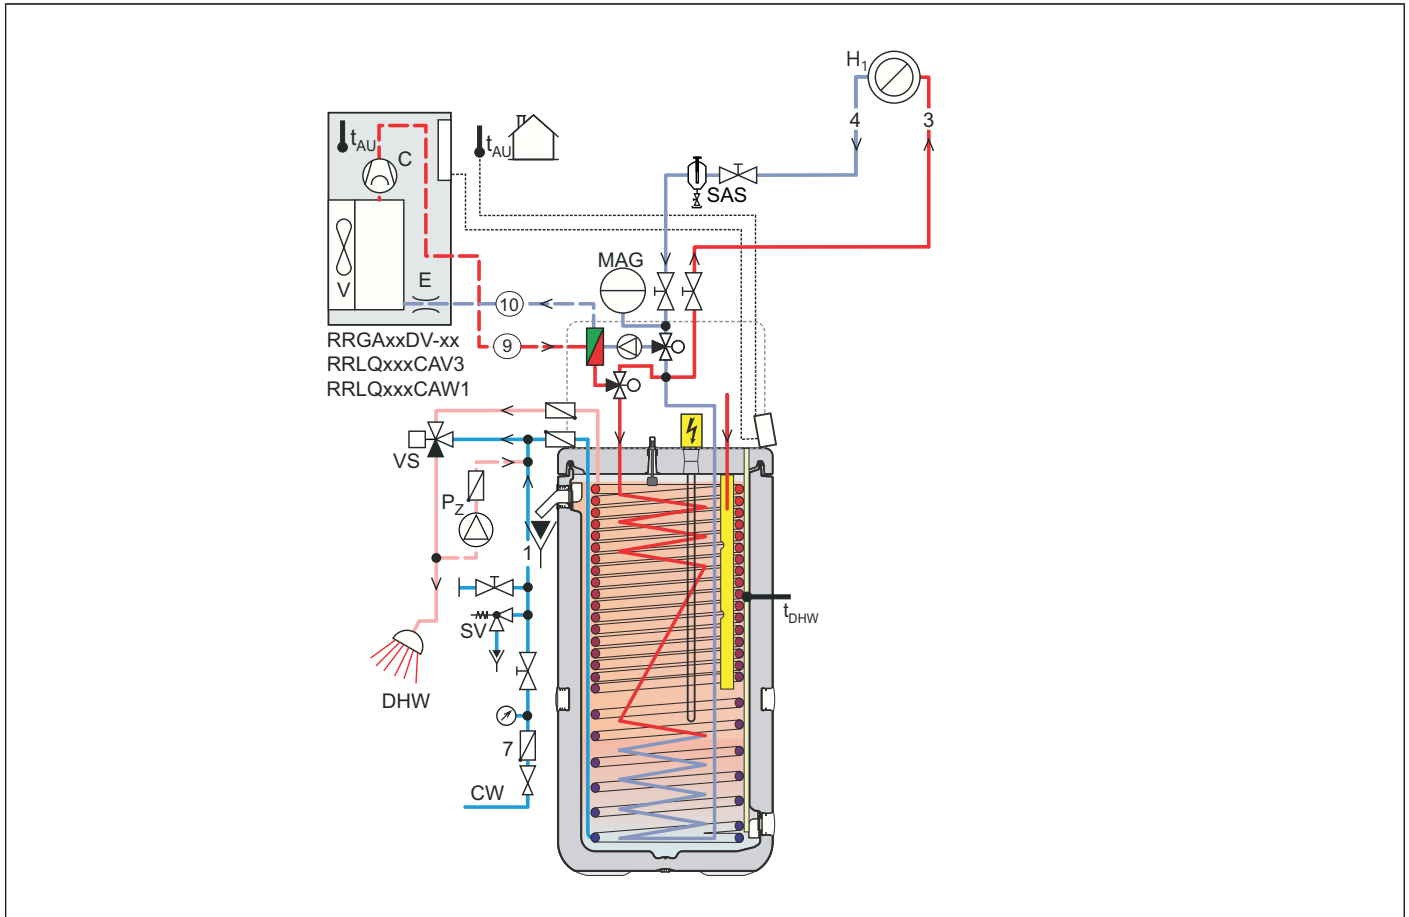 H1
4
3
tAU
C
tAU
SAS
MAG
V
E
10
9
RRGAxxDV-xx
RRLQxxxCAV3
RRLQxxxCAW1
VS
PZ
1
SV
tDHW
DHW
7
CW